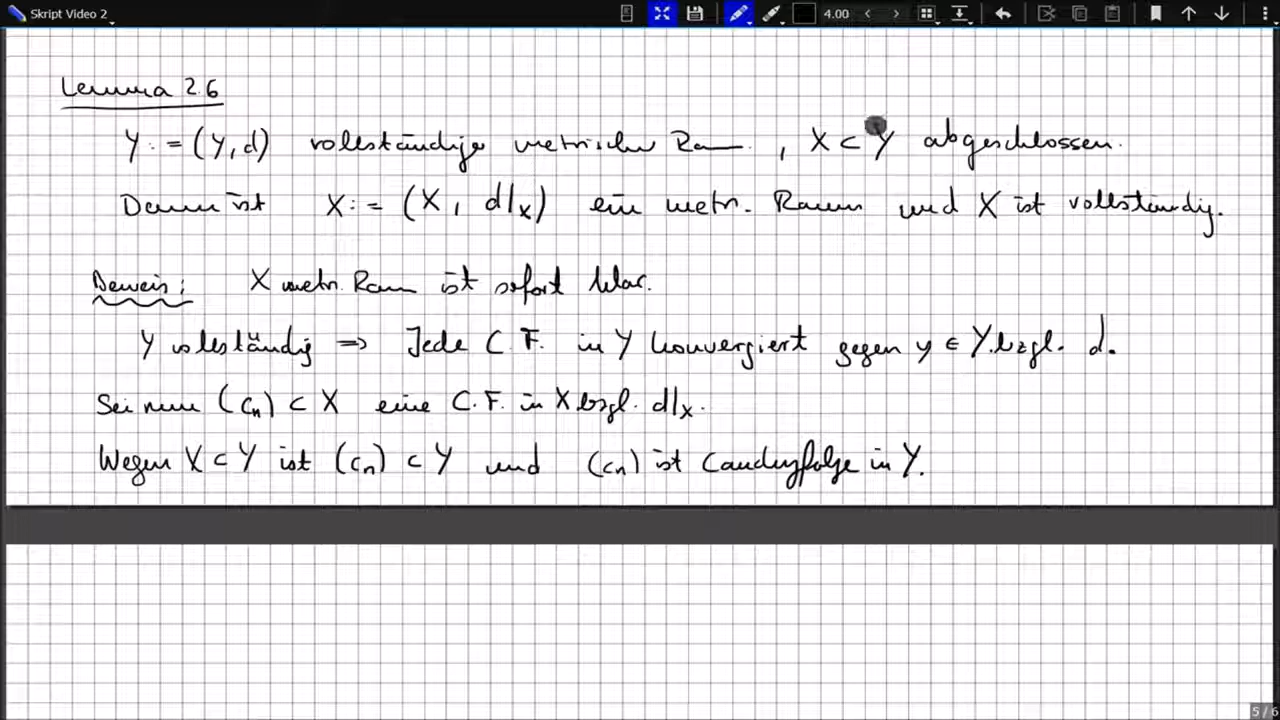 Skript Video 2
4.00
Lemma 2.6
Y := (Y, d) vollständiger metrischer Raum, X ⊂ Y abgeschlossen.
Dann ist X := (X, d|x) ein metr. Raum und X ist vollständig.
Beweis: X metr. Raum ist sofort klar.
Y vollständig ⇒ Jede C.F. in Y konvergiert gegen y ∈ Y bzgl. d.
Sei nun (cn) ⊂ X eine C.F. in X bzgl. d|x.
Wegen X ⊂ Y ist (cn) ⊂ Y und (cn) ist Cauchyfolge in Y.
5 / 6